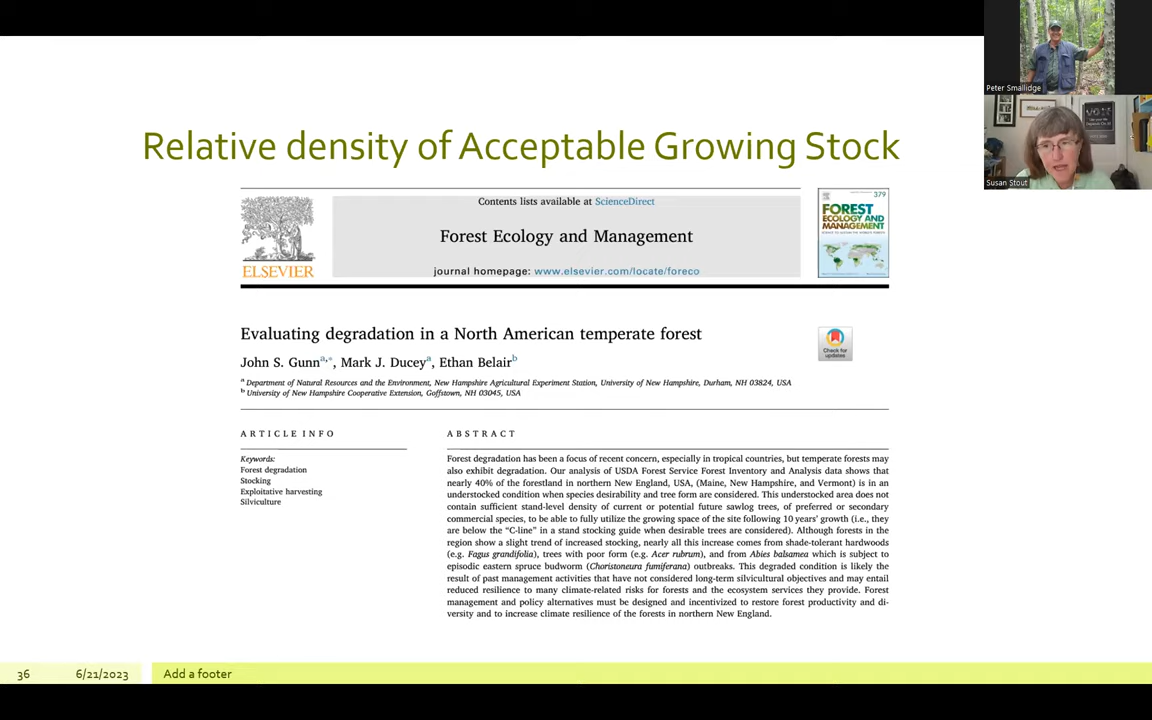 Peter Smallidge
Susan Stout
Relative density of Acceptable Growing Stock
Contents lists available at ScienceDirect
Forest Ecology and Management
journal homepage: www.elsevier.com/locate/foreco
ELSEVIER
379
FOREST
ECOLOGY AND
MANAGEMENT
Evaluating degradation in a North American temperate forest
Check for
updates
John S. Gunnᵃ,*, Mark J. Duceyᵃ, Ethan Belairᵇ
ᵃ Department of Natural Resources and the Environment, New Hampshire Agricultural Experiment Station, University of New Hampshire, Durham, NH 03824, USA
ᵇ University of New Hampshire Cooperative Extension, Goffstown, NH 03045, USA
ARTICLE INFO
Keywords:
Forest degradation
Stocking
Exploitative harvesting
Silviculture
ABSTRACT
Forest degradation has been a focus of recent concern, especially in tropical countries, but temperate forests may
also exhibit degradation. Our analysis of USDA Forest Service Forest Inventory and Analysis data shows that
nearly 40% of the forestland in northern New England, USA, (Maine, New Hampshire, and Vermont) is in an
understocked condition when species desirability and tree form are considered. This understocked area does not
contain sufficient stand-level density of current or potential future sawlog trees, of preferred or secondary
commercial species, to be able to fully utilize the growing space of the site following 10 years' growth (i.e., they
are below the “C-line” in a stand stocking guide when desirable trees are considered). Although forests in the
region show a slight trend of increased stocking, nearly all this increase comes from shade-tolerant hardwoods
(e.g. Fagus grandifolia), trees with poor form (e.g. Acer rubrum), and from Abies balsamea which is subject to
episodic eastern spruce budworm (Choristoneura fumiferana) outbreaks. This degraded condition is likely the
result of past management activities that have not considered long-term silvicultural objectives and may entail
reduced resilience to many climate-related risks for forests and the ecosystem services they provide. Forest
management and policy alternatives must be designed and incentivized to restore forest productivity and di-
versity and to increase climate resilience of the forests in northern New England.
36
6/21/2023
Add a footer